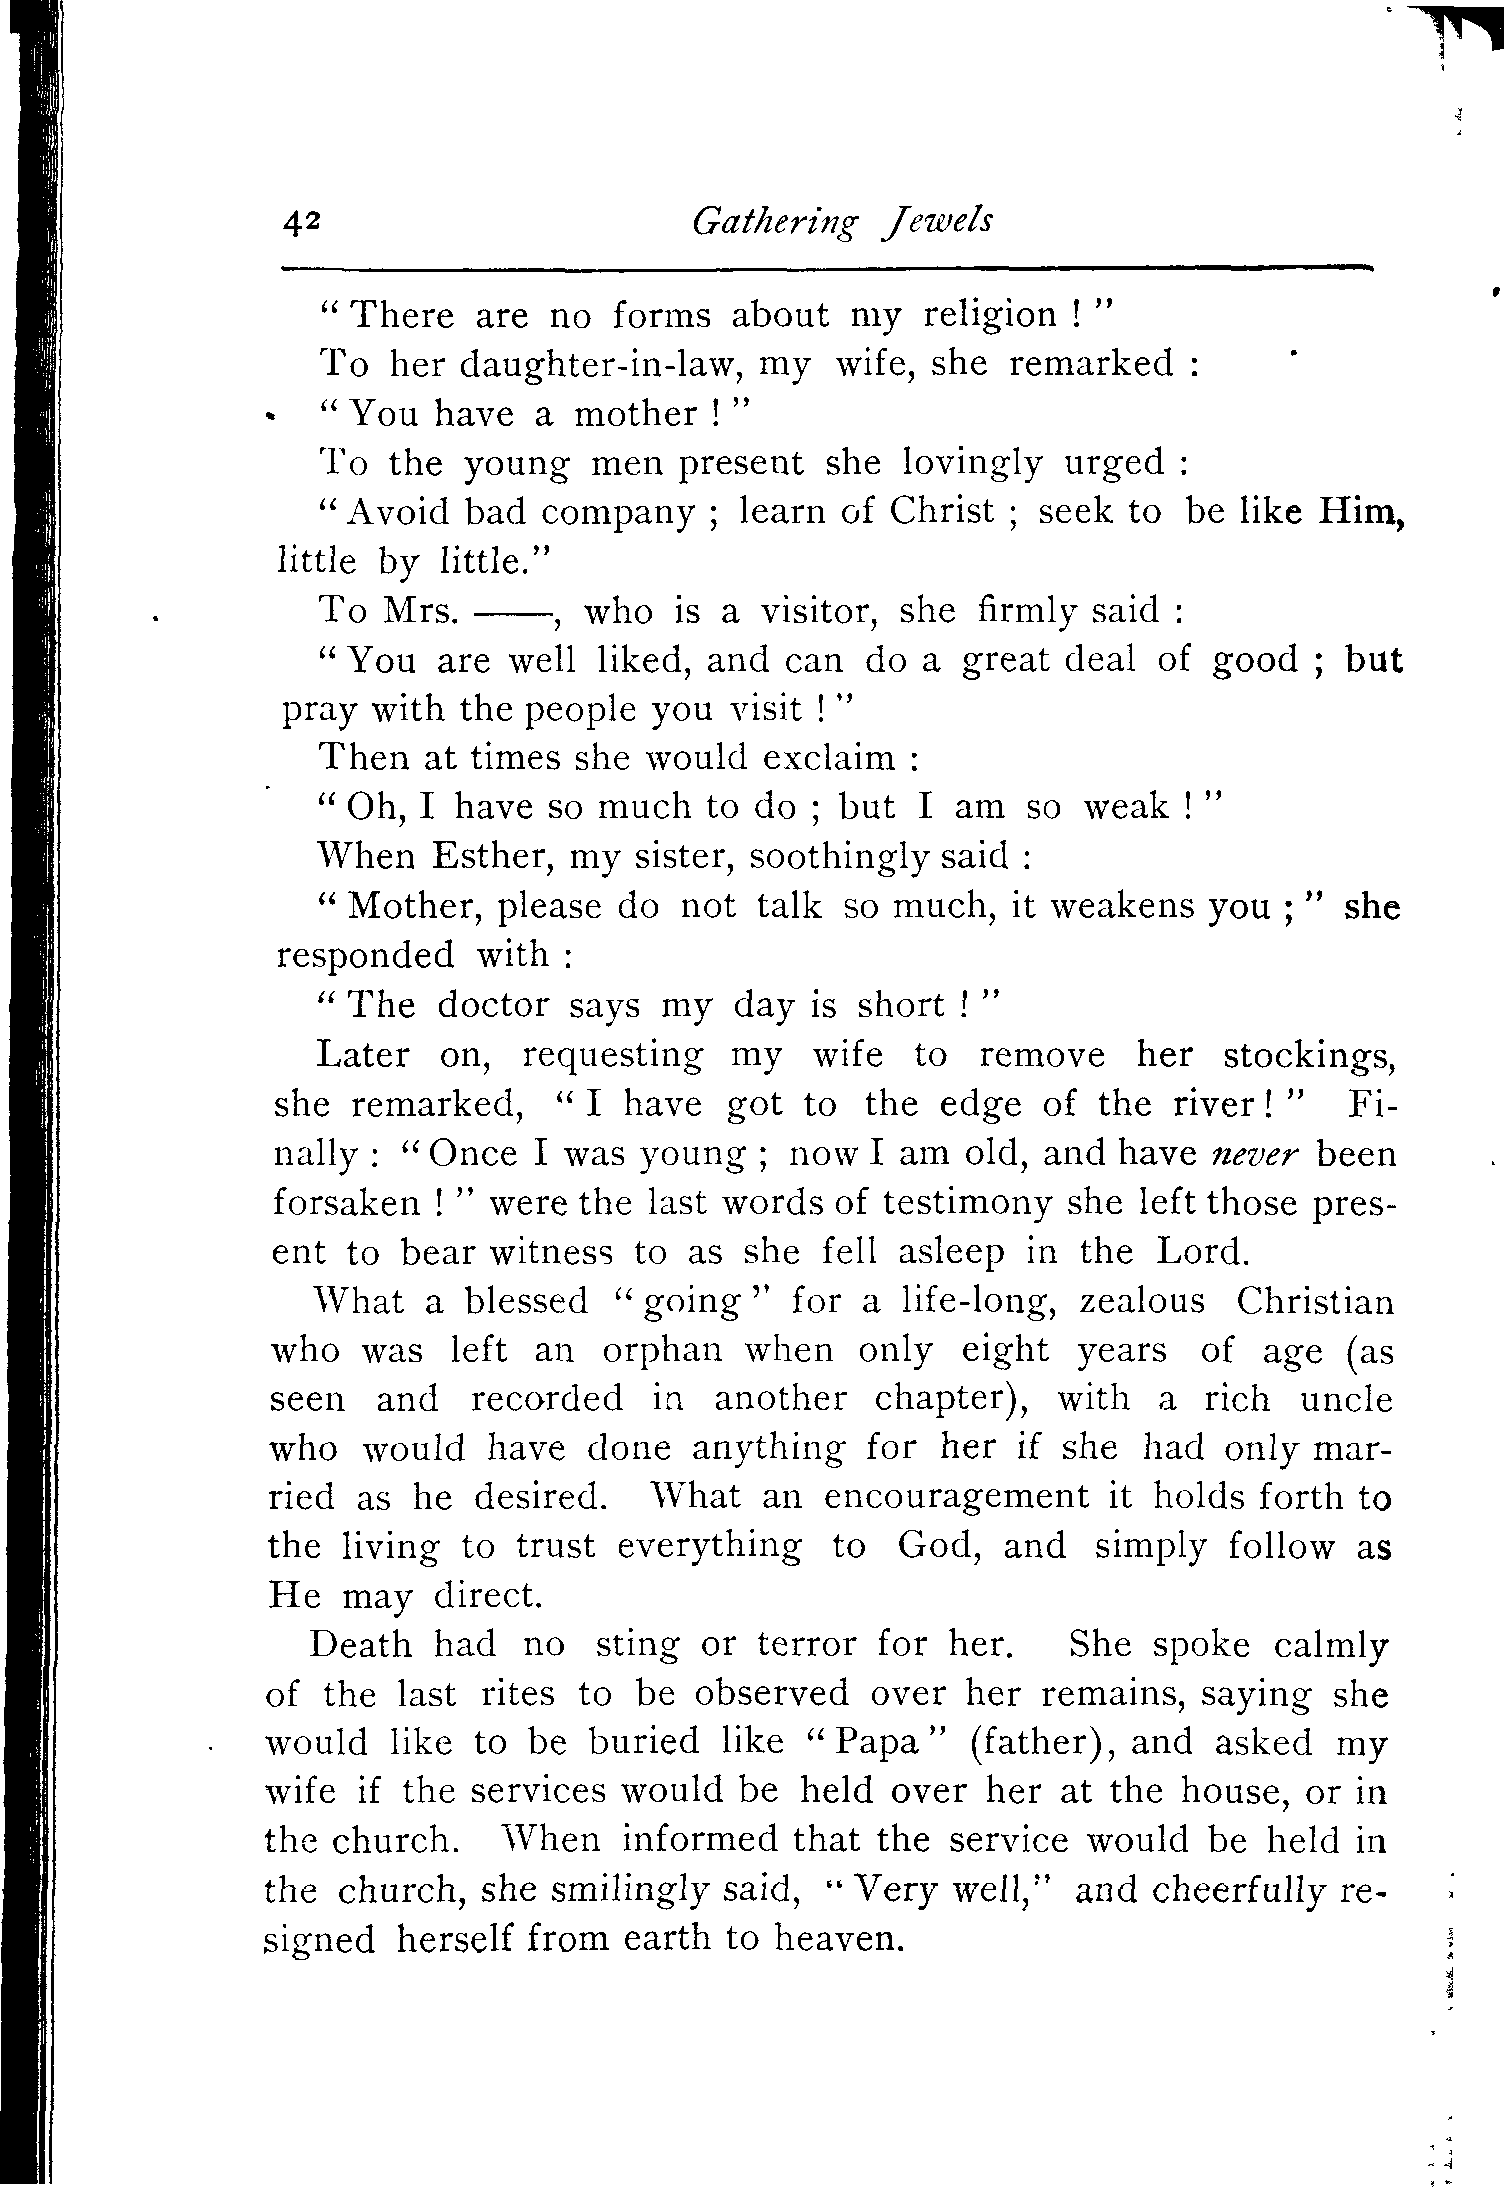 42 Gathering Jewels
“ There are no forms about my religion ! ”
To her daughter-in-law, my wife, she remarked :
“ You have a mother ! ”
To the young men present she lovingly urged :
“ Avoid bad company ; learn of Christ ; seek to be like Him,
little by little.”
To Mrs. ——, who is a visitor, she firmly said :
“ You are well liked, and can do a great deal of good ; but
pray with the people you visit ! ”
Then at times she would exclaim :
“ Oh, I have so much to do ; but I am so weak ! ”
When Esther, my sister, soothingly said :
“ Mother, please do not talk so much, it weakens you ; ” she
responded with :
“ The doctor says my day is short ! ”
Later on, requesting my wife to remove her stockings,
she remarked, “ I have got to the edge of the river ! ” Fi-
nally : “ Once I was young ; now I am old, and have never been
forsaken ! ” were the last words of testimony she left those pres-
ent to bear witness to as she fell asleep in the Lord.
What a blessed “ going ” for a life-long, zealous Christian
who was left an orphan when only eight years of age (as
seen and recorded in another chapter), with a rich uncle
who would have done anything for her if she had only mar-
ried as he desired. What an encouragement it holds forth to
the living to trust everything to God, and simply follow as
He may direct.
Death had no sting or terror for her. She spoke calmly
of the last rites to be observed over her remains, saying she
would like to be buried like “ Papa ” (father), and asked my
wife if the services would be held over her at the house, or in
the church. When informed that the service would be held in
the church, she smilingly said, “ Very well,” and cheerfully re-
signed herself from earth to heaven.